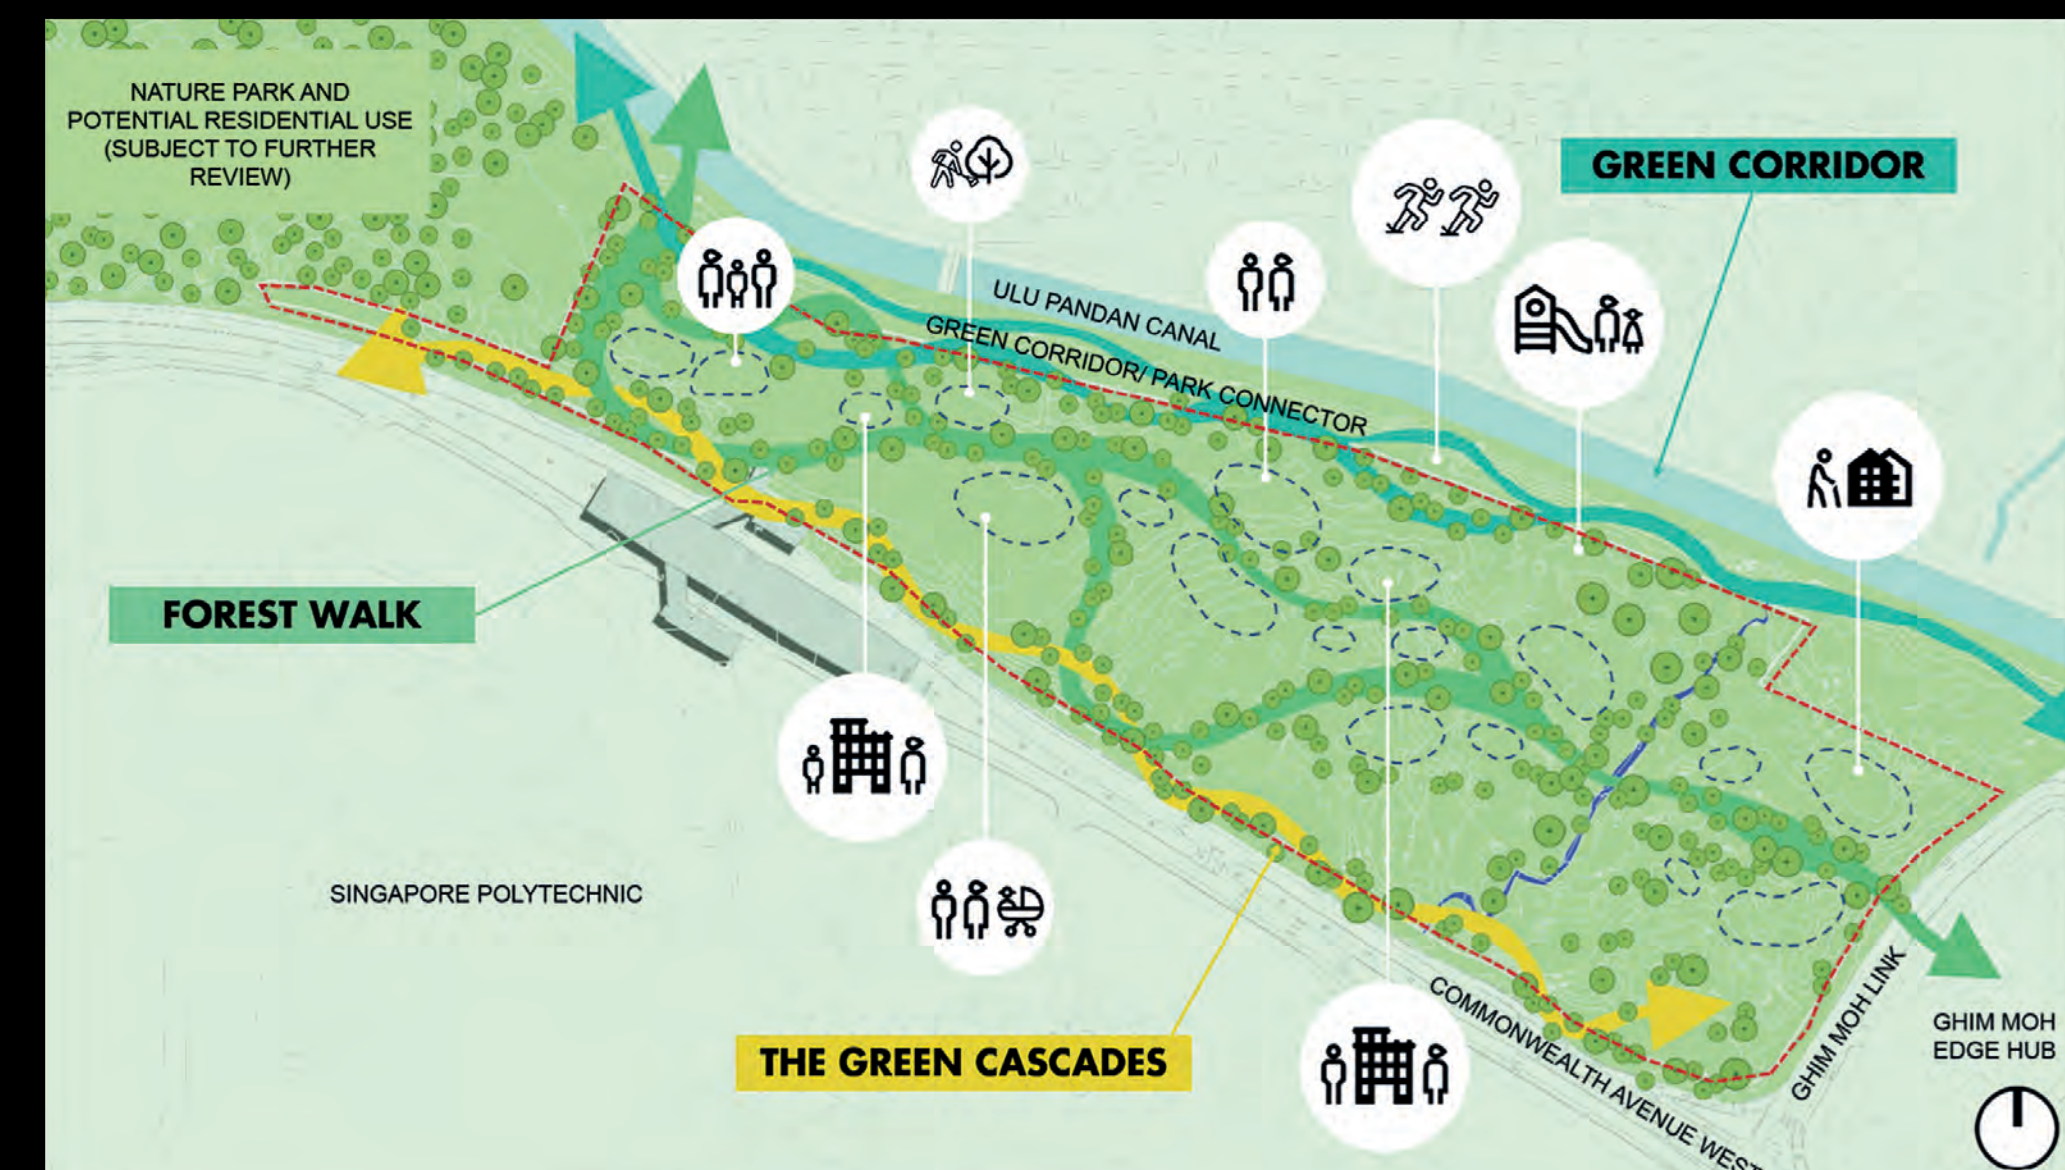 NATURE PARK AND
POTENTIAL RESIDENTIAL USE
(SUBJECT TO FURTHER
REVIEW)
GREEN CORRIDOR
ULU PANDAN CANAL
GREEN CORRIDOR/ PARK CONNECTOR
FOREST WALK
SINGAPORE POLYTECHNIC
THE GREEN CASCADES
COMMONWEALTH AVENUE WEST
GHIM MOH LINK
GHIM MOH
EDGE HUB